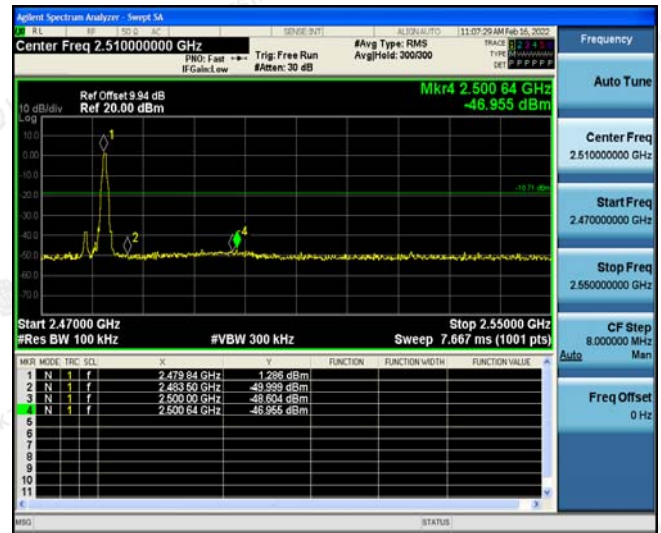 Agilent Spectrum Analyzer - Swept SA
RL RF 50 Ω AC SENSE:INT ALIGN AUTO 11:07:29 AM Feb 16, 2022
Center Freq 2.510000000 GHz
PNO: Fast
IFGain:Low
Trig: Free Run
#Atten: 30 dB
#Avg Type: RMS
Avg|Hold: 300/300
TRACE 1 2 3 4 5 6
TYPE
DET P P P P P P
Mkr4 2.500 64 GHz
-46.955 dBm
Ref Offset 9.94 dB
Ref 20.00 dBm
10 dB/div
Log
10.0
0.00
-10.0
-20.0
-30.0
-40.0
-50.0
-60.0
-70.0
1
2
4
-18.71 dBm
Start 2.47000 GHz
Stop 2.55000 GHz
#Res BW 100 kHz
#VBW 300 kHz
Sweep 7.667 ms (1001 pts)
MKR MODE TRC SCL X Y FUNCTION FUNCTION WIDTH FUNCTION VALUE
1 N 1 f 2.479 84 GHz 1.286 dBm
2 N 1 f 2.483 50 GHz -49.999 dBm
3 N 1 f 2.500 00 GHz -48.604 dBm
4 N 1 f 2.500 64 GHz -46.955 dBm
5
6
7
8
9
10
11
MSG
STATUS
Frequency
Auto Tune
Center Freq
2.510000000 GHz
Start Freq
2.470000000 GHz
Stop Freq
2.550000000 GHz
CF Step
8.000000 MHz
Auto Man
Freq Offset
0 Hz